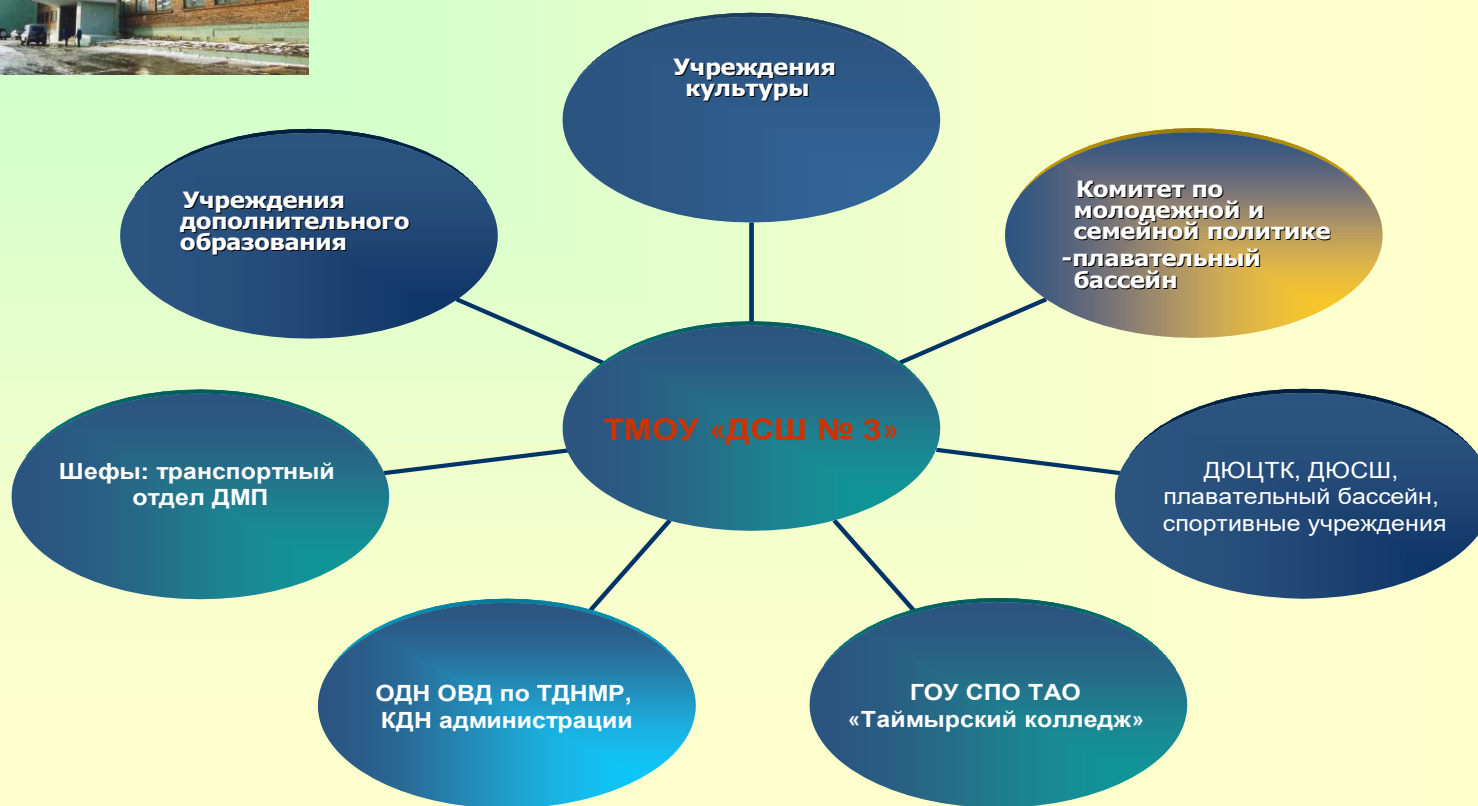 Учреждения
культуры
Учреждения
дополнительного
образования
Комитет по
молодежной и
семейной политике
-плавательный
бассейн
ТМОУ «ДСШ № 3»
Шефы: транспортный
отдел ДМП
ДЮЦТК, ДЮСШ,
плавательный бассейн,
спортивные учреждения
ОДН ОВД по ТДНМР,
КДН администрации
ГОУ СПО ТАО
«Таймырский колледж»